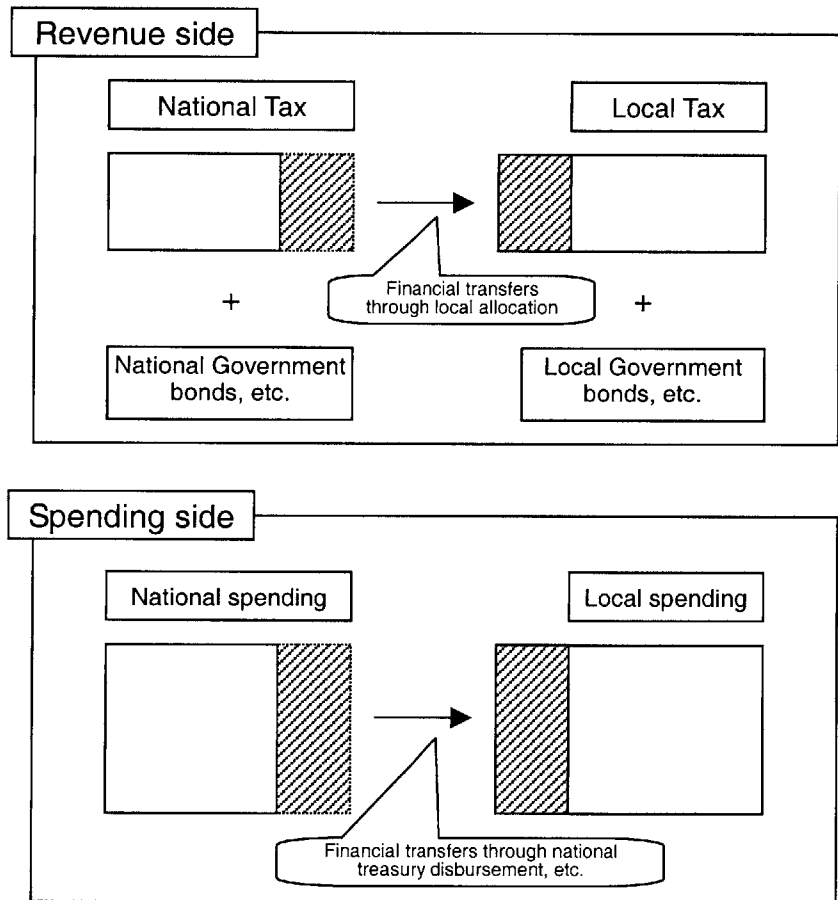 Revenue side
National Tax
Local Tax
Financial transfers
through local allocation
+
+
National Government
bonds, etc.
Local Government
bonds, etc.
Spending side
National spending
Local spending
Financial transfers through national
treasury disbursement, etc.